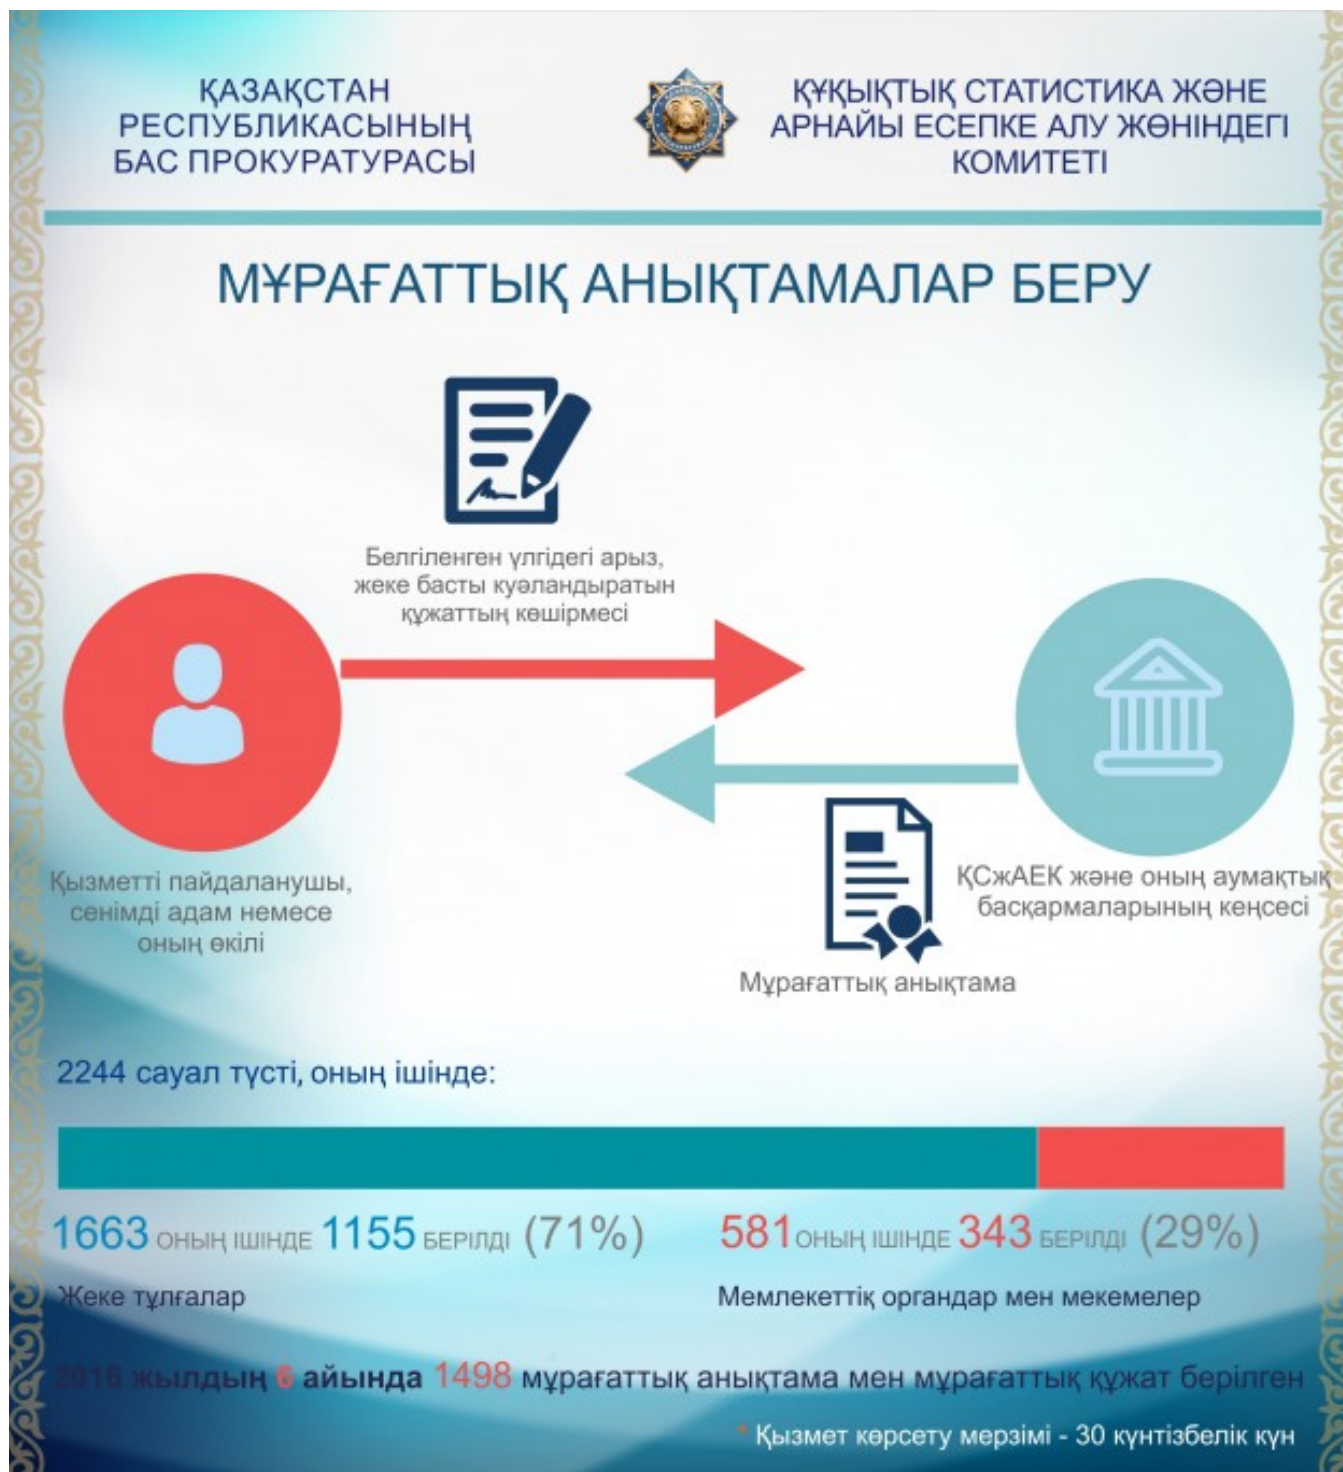 ҚАЗАҚСТАН
РЕСПУБЛИКАСЫНЫҢ
БАС ПРОКУРАТУРАСЫ
ҚҰҚЫҚТЫҚ СТАТИСТИКА ЖӘНЕ
АРНАЙЫ ЕСЕПКЕ АЛУ ЖӨНІНДЕГІ
КОМИТЕТІ
МҰРАҒАТТЫҚ АНЫҚТАМАЛАР БЕРУ
Белгіленген үлгідегі арыз,
жеке басты куәландыратын
құжаттың көшірмесі
Қызметті пайдаланушы,
сенімді адам немесе
оның өкілі
ҚСжАЕК және оның аумақтық
басқармаларының кеңсесі
Мұрағаттық анықтама
2244 сауал түсті, оның ішінде:
1663 ОНЫҢ ІШІНДЕ 1155 БЕРІЛДІ (71%)
Жеке тұлғалар
581 ОНЫҢ ІШІНДЕ 343 БЕРІЛДІ (29%)
Мемлекеттік органдар мен мекемелер
2016 жылдың 6 айында 1498 мұрағаттық анықтама мен мұрағаттық құжат берілген
* Қызмет көрсету мерзімі - 30 күнтізбелік күн